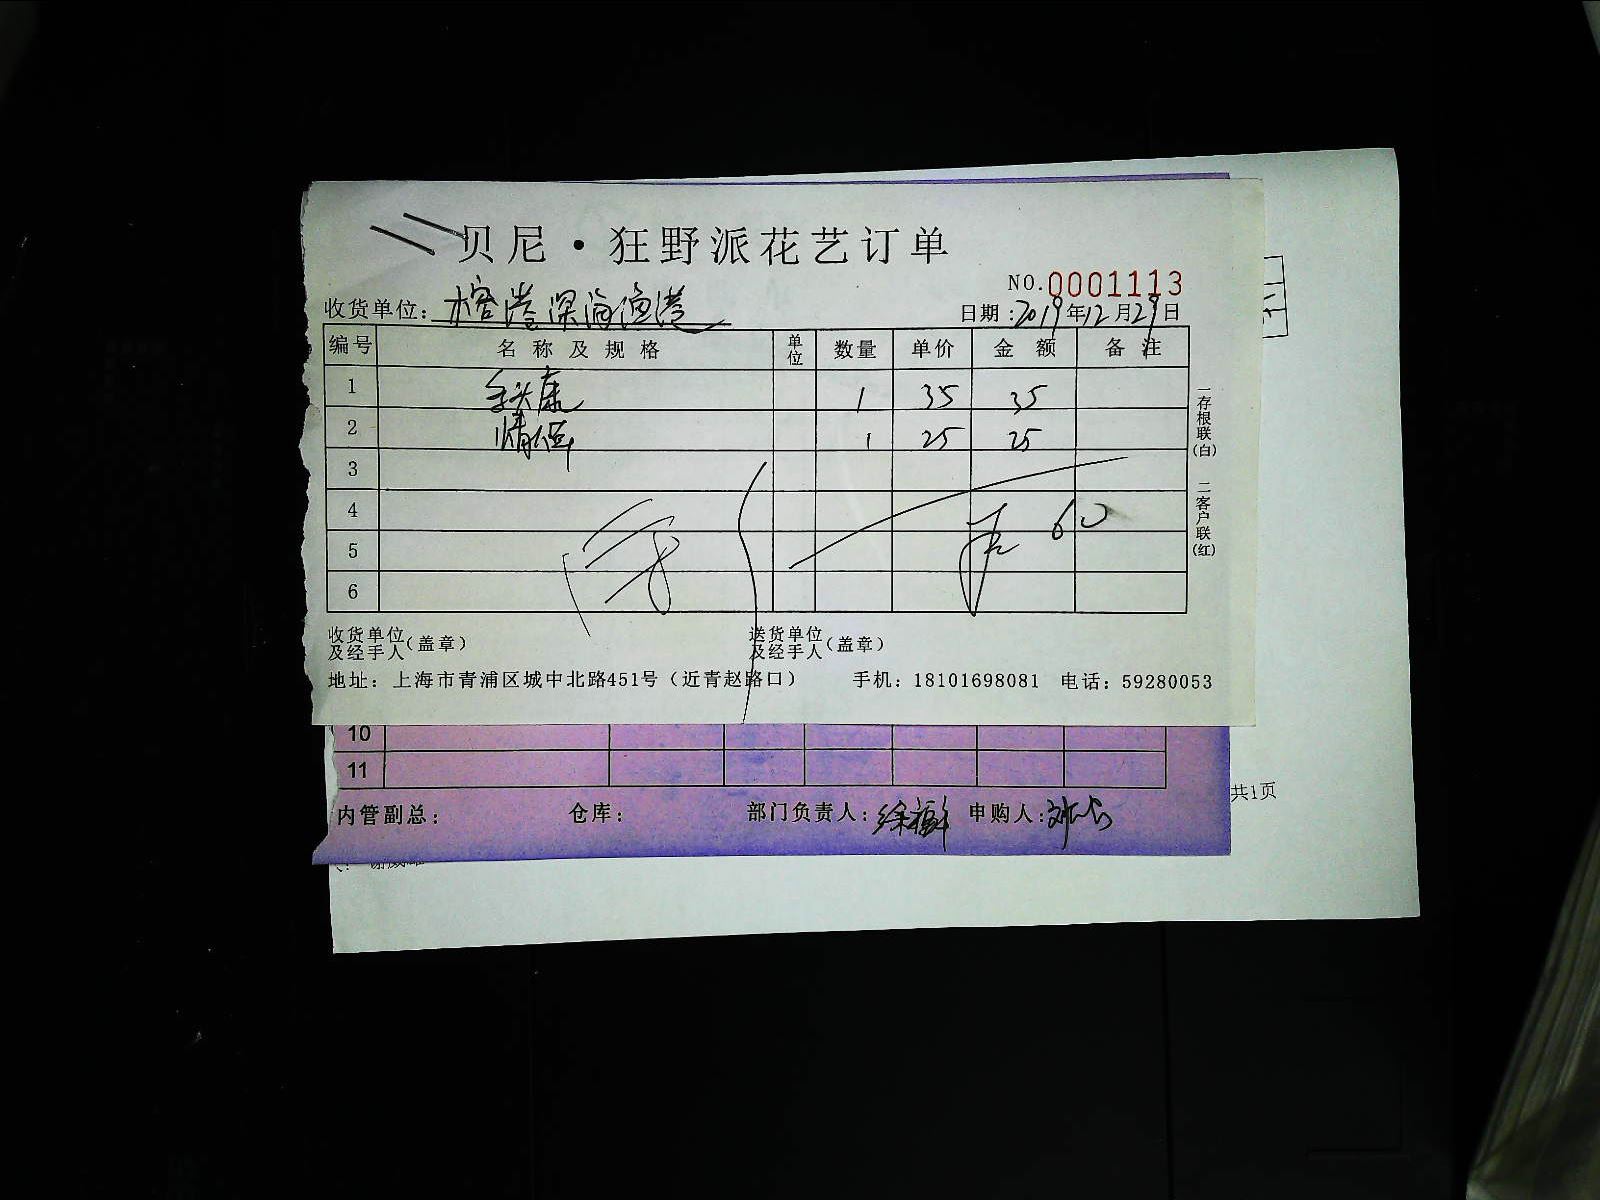 贝尼·狂野派花艺订单
NO.0001113
收货单位：榕港深海渔港 日期：2019年12月29日
编号 名称及规格 单位 数量 单价 金额 备注
1 1 35 35
2 1 25 25
3
4 60
5
6
一存根联(白) 二客户联(红)
收货单位及经手人(盖章) 送货单位及经手人(盖章)
地址：上海市青浦区城中北路451号（近青赵路口） 手机：18101698081 电话：59280053
10
11
共1页
内管副总： 仓库： 部门负责人： 申购人：